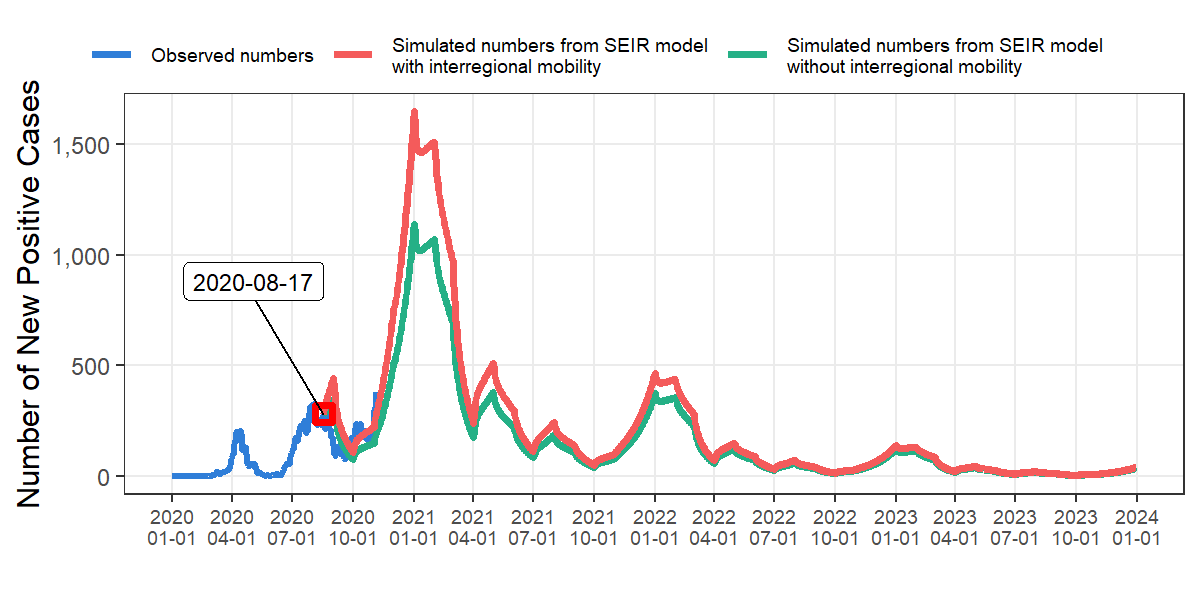 Observed numbers
Simulated numbers from SEIR model
with interregional mobility
Simulated numbers from SEIR model
without interregional mobility
Number of New Positive Cases
1,500
1,000
500
0
2020-08-17
2020 2020 2020 2020 2021 2021 2021 2021 2022 2022 2022 2022 2023 2023 2023 2023 2024
01-01 04-01 07-01 10-01 01-01 04-01 07-01 10-01 01-01 04-01 07-01 10-01 01-01 04-01 07-01 10-01 01-01